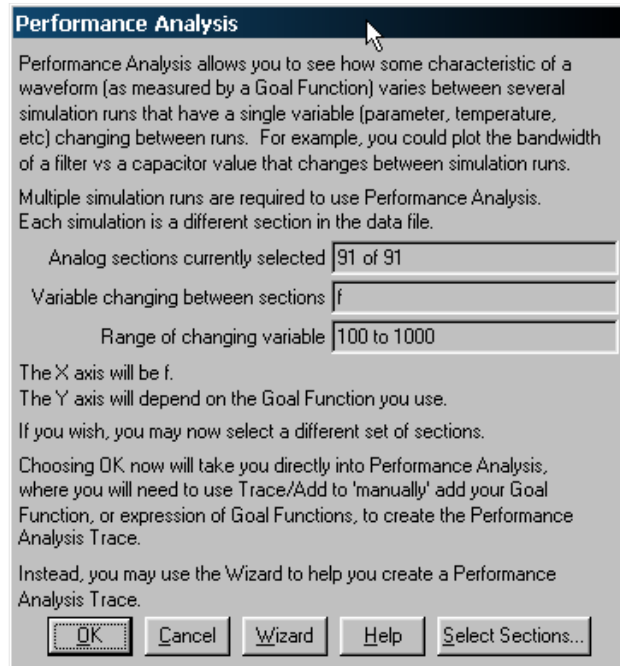 Performance Analysis
Performance Analysis allows you to see how some characteristic of a
waveform (as measured by a Goal Function) varies between several
simulation runs that have a single variable (parameter, temperature,
etc) changing between runs. For example, you could plot the bandwidth
of a filter vs a capacitor value that changes between simulation runs.
Multiple simulation runs are required to use Performance Analysis.
Each simulation is a different section in the data file.
Analog sections currently selected 91 of 91
Variable changing between sections f
Range of changing variable 100 to 1000
The X axis will be f.
The Y axis will depend on the Goal Function you use.
If you wish, you may now select a different set of sections.
Choosing OK now will take you directly into Performance Analysis,
where you will need to use Trace/Add to 'manually' add your Goal
Function, or expression of Goal Functions, to create the Performance
Analysis Trace.
Instead, you may use the Wizard to help you create a Performance
Analysis Trace.
OK Cancel Wizard Help Select Sections...